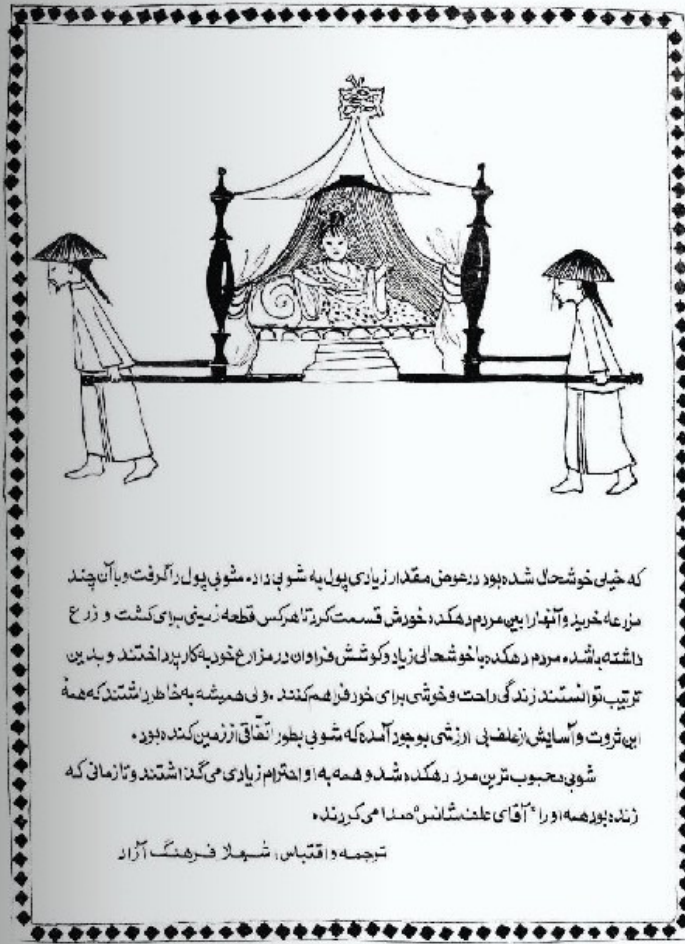 که خیلی خوشحال شده بود در عوض مقدار زیادی پول به شوبی داد. شوبی پول را گرفت و با آن چند
مزرعه خرید و آنها را بین مردم دهکده خودش قسمت کرد تا هرکس قطعه زمینی برای کشت و زرع
داشته باشد. مردم دهکده با خوشحالی زیاد و کوشش فراوان در مزارع خود به کار پرداختند و بدین
ترتیب توانستند زندگی راحت و خوشی برای خود فراهم کنند. ولی همیشه به خاطر داشتند که همهٔ
این ثروت و آسایش از علف بی ارزشی بوجود آمده که شوبی بطور اتفاقی از زمین کنده بود.
شوبی محبوب ترین مرد دهکده شد و همه به او احترام زیادی می‌گذاشتند و تا زمانی که
زنده بود همه او را "آقای علف شانس" صدا می‌کردند.
ترجمه و اقتباس: شهلا فرهنگ آزاد